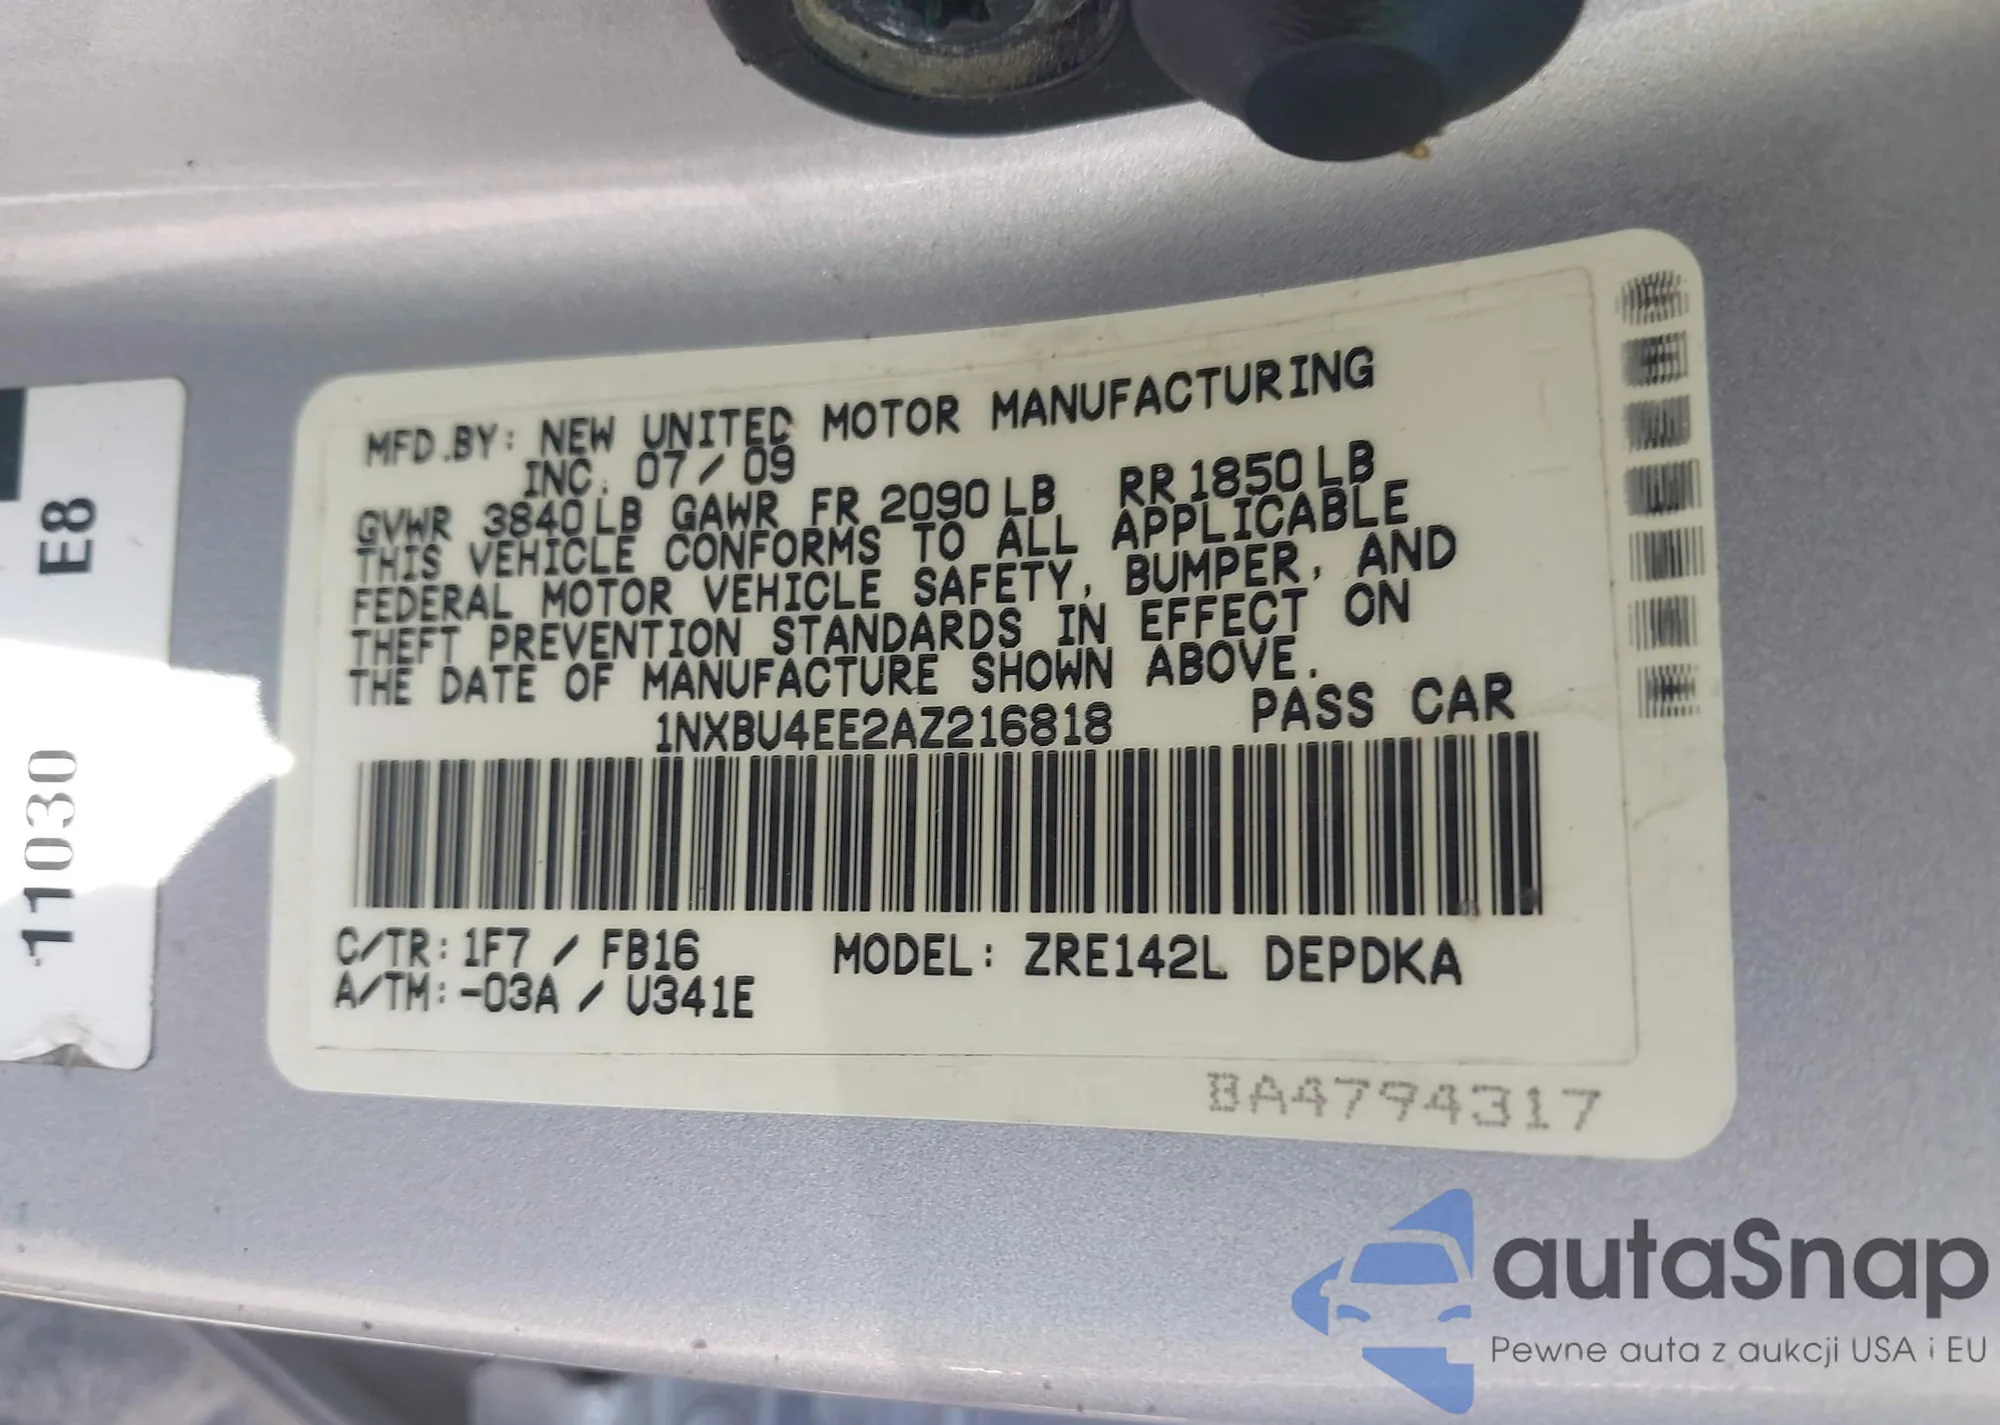 MFD.BY: NEW UNITED MOTOR MANUFACTURING
INC. 07/09
GVWR 3840LB GAWR FR 2090LB RR 1850LB
THIS VEHICLE CONFORMS TO ALL APPLICABLE
FEDERAL MOTOR VEHICLE SAFETY, BUMPER, AND
THEFT PREVENTION STANDARDS IN EFFECT ON
THE DATE OF MANUFACTURE SHOWN ABOVE.
1NXBU4EE2AZ216818 PASS CAR
C/TR: 1F7 / FB16 MODEL: ZRE142L DEPDKA
A/TM: -03A / U341E
BA4794317
E8
11030
autaSnap
Pewne auta z aukcji USA i EU